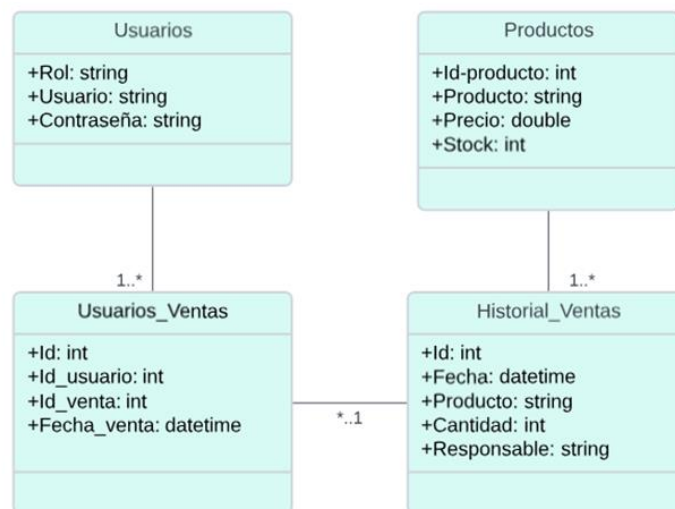 Usuarios
+Rol: string
+Usuario: string
+Contraseña: string
Productos
+Id-producto: int
+Producto: string
+Precio: double
+Stock: int
1..*
1..*
Usuarios_Ventas
+Id: int
+Id_usuario: int
+Id_venta: int
+Fecha_venta: datetime
*..1
Historial_Ventas
+Id: int
+Fecha: datetime
+Producto: string
+Cantidad: int
+Responsable: string